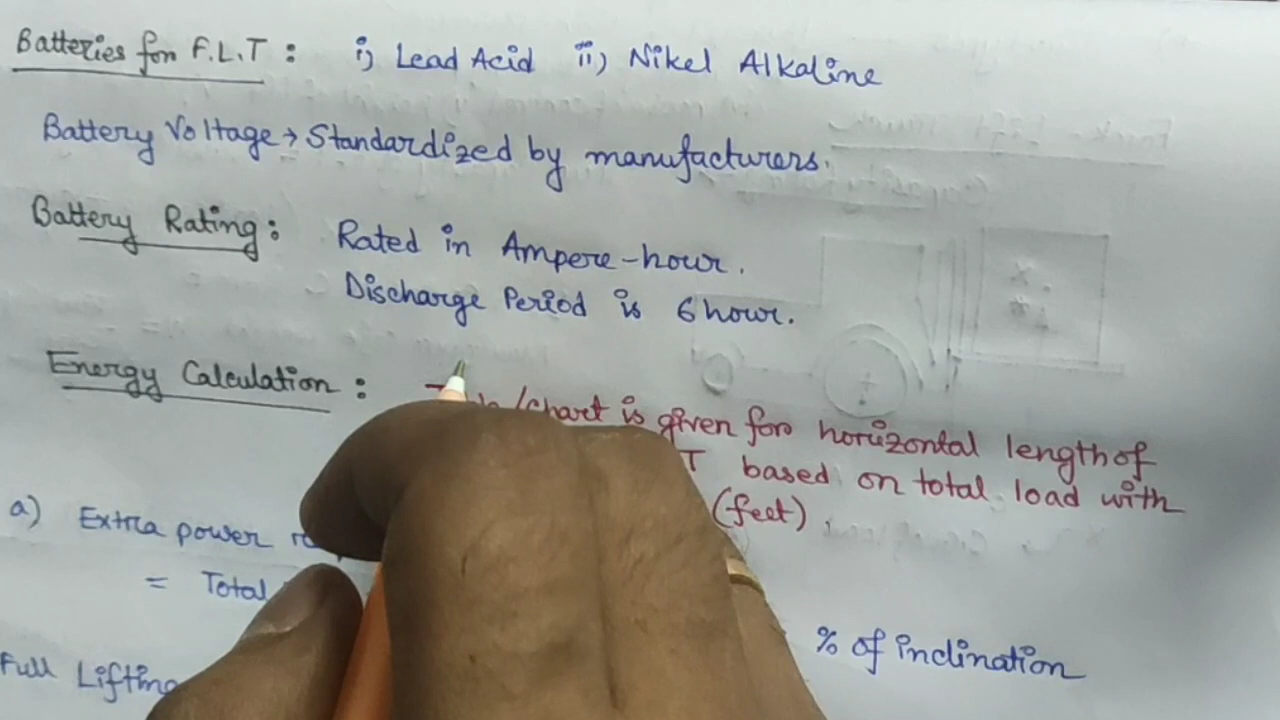 Batteries for F.L.T : i) Lead Acid ii) Nikel Alkaline
Battery Voltage → Standardized by manufacturers.
Battery Rating : Rated in Ampere-hour.
Discharge Period is 6 hour.
Energy Calculation : /chart is given for horizontal length of
T based on total load with
(feet).
a) Extra power
= Total
% of inclination
Full Lifting